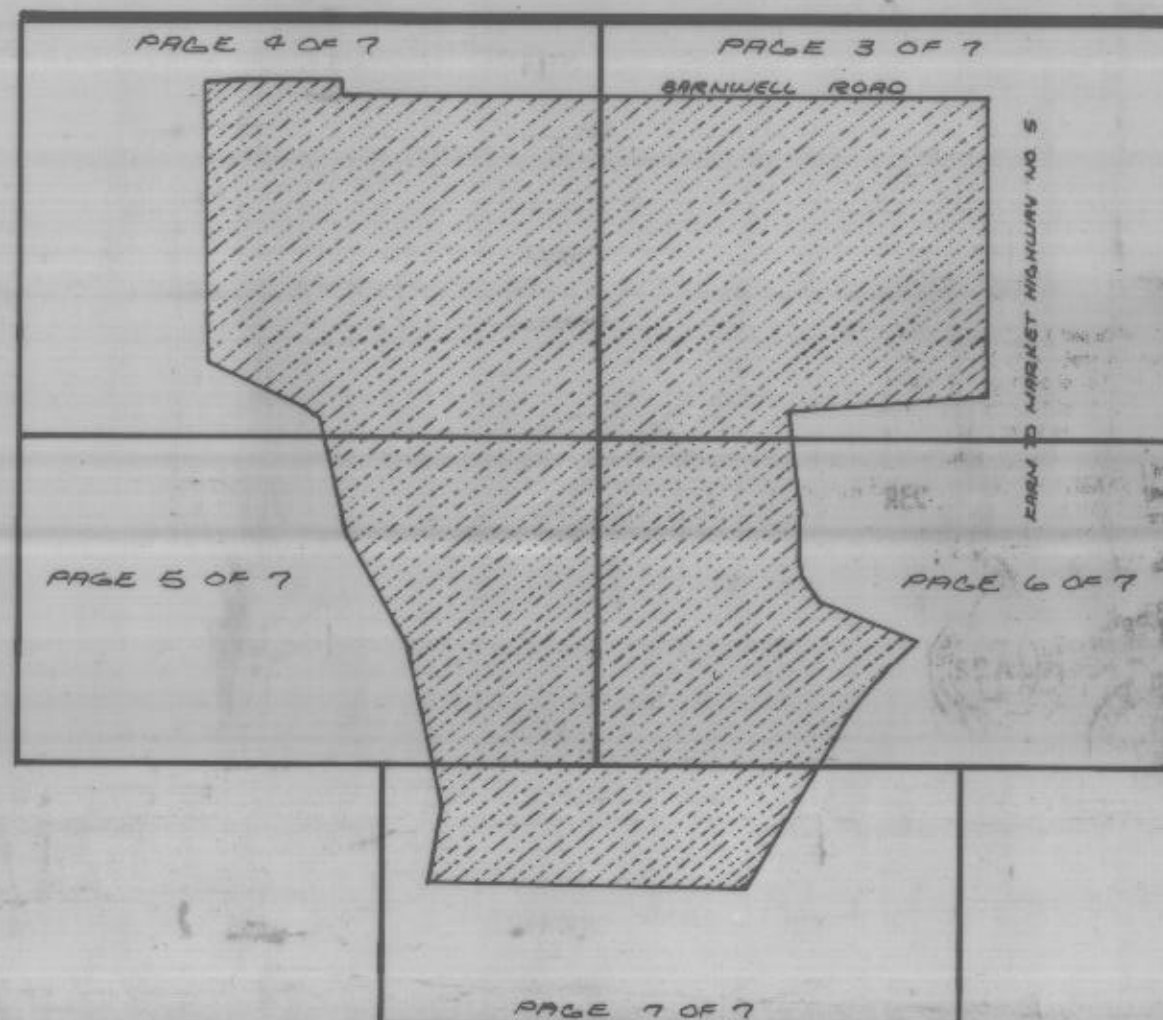 PAGE 4 OF 7
PAGE 3 OF 7
BARNWELL ROAD
FARM TO MARKET HIGHWAY NO 5
PAGE 5 OF 7
PAGE 6 OF 7
PAGE 7 OF 7